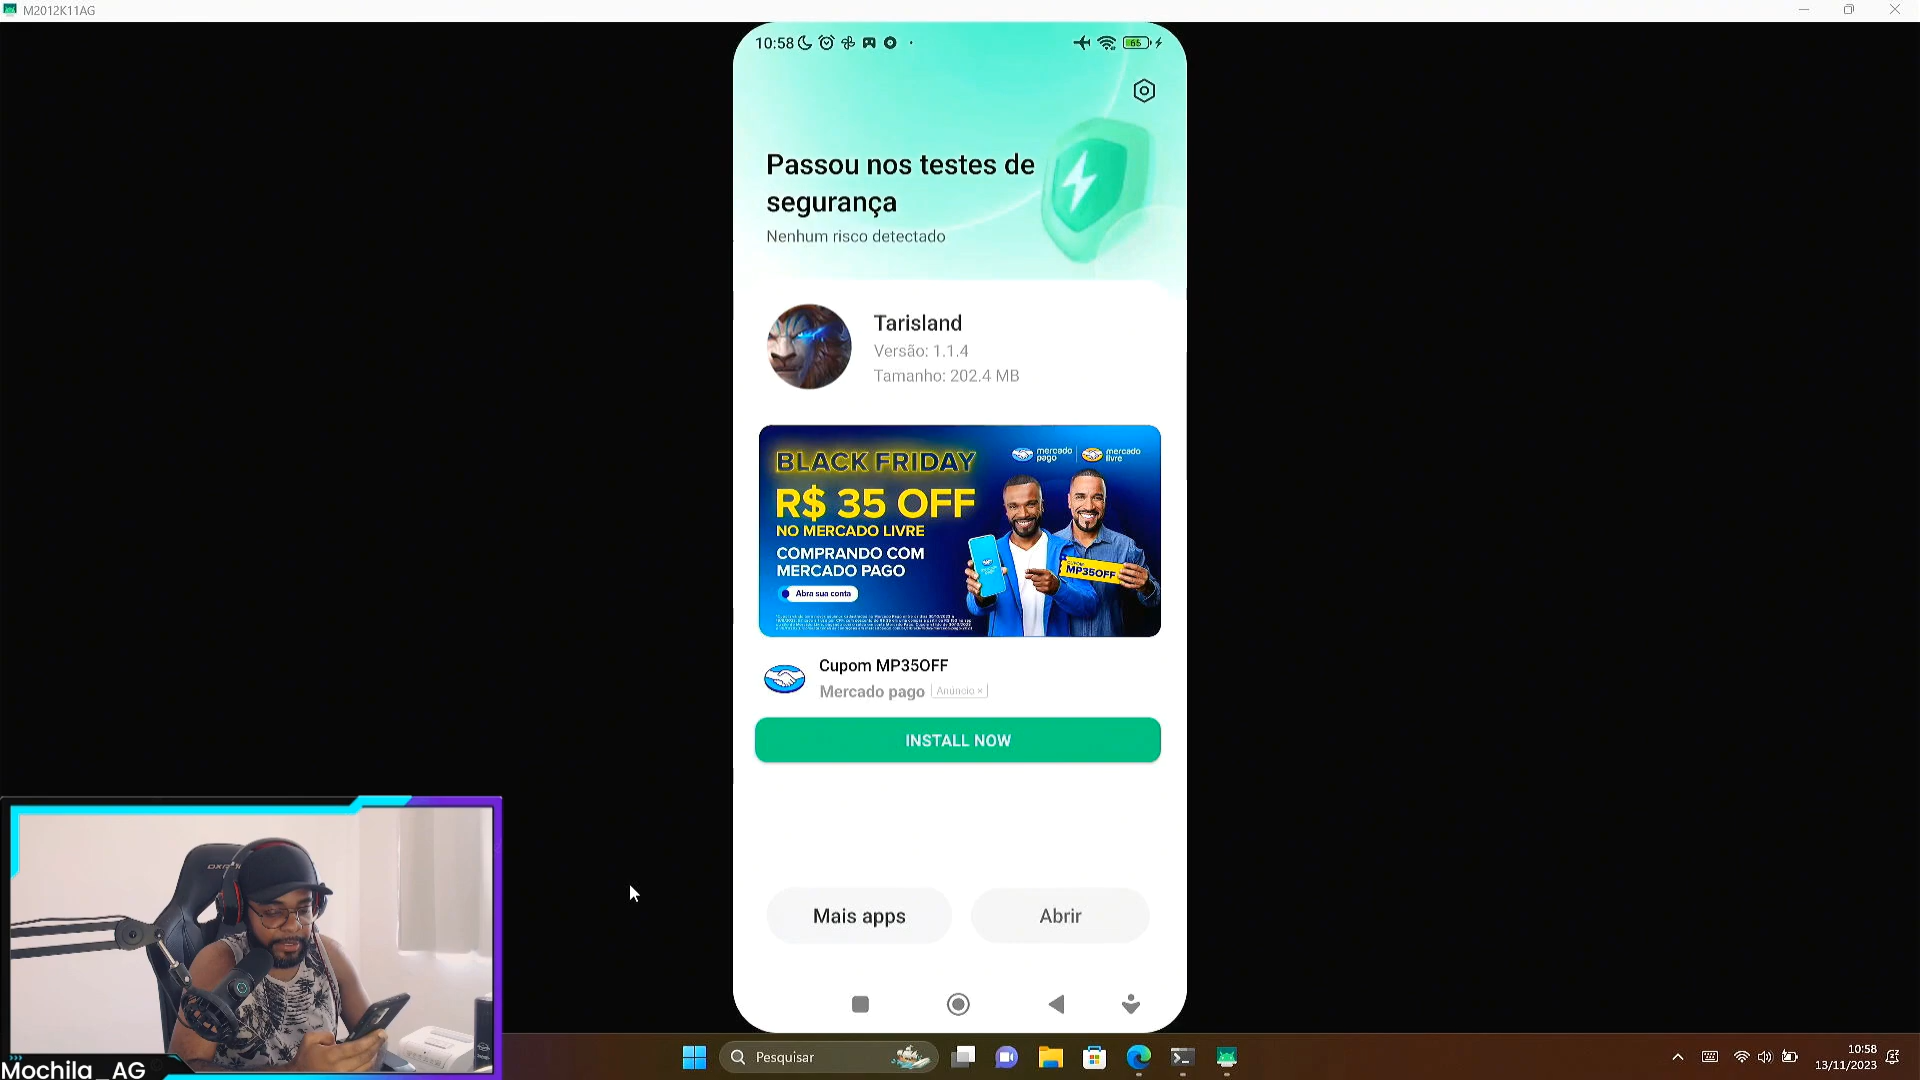 M2012K11AG
10:58
65
Passou nos testes de
segurança
Nenhum risco detectado
Tarisland
Versão: 1.1.4
Tamanho: 202.4 MB
BLACK FRIDAY
mercado pago
mercado livre
R$ 35 OFF
NO MERCADO LIVRE
COMPRANDO COM
MERCADO PAGO
Abra sua conta
CUPOM
MP35OFF
Cupom MP35OFF
Mercado pago
Anúncio ×
INSTALL NOW
Mais apps
Abrir
Mochila_AG
Pesquisar
10:58
13/11/2023